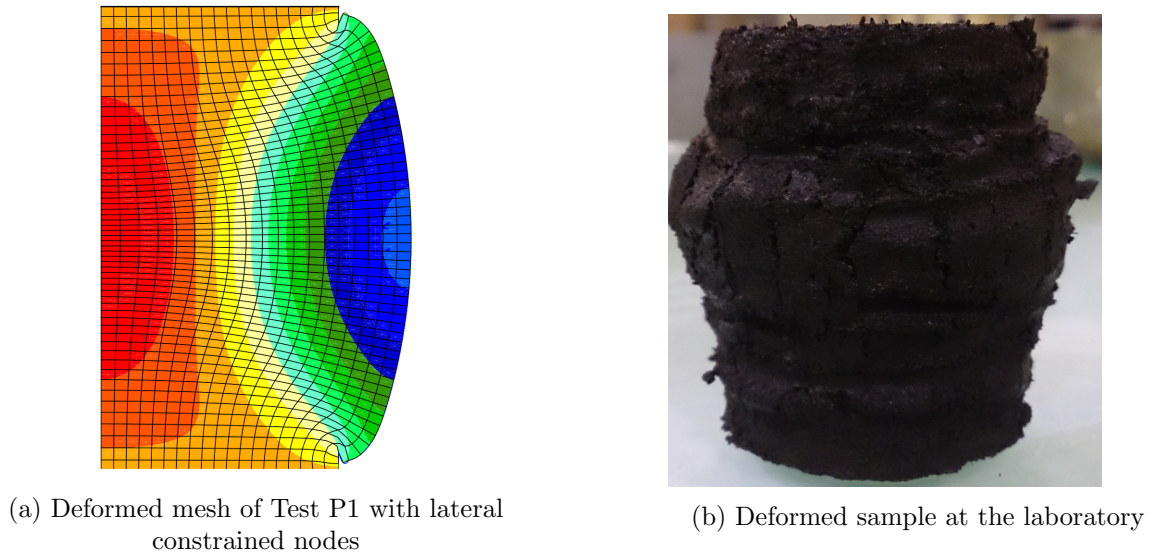 (a) Deformed mesh of Test P1 with lateral
constrained nodes
(b) Deformed sample at the laboratory